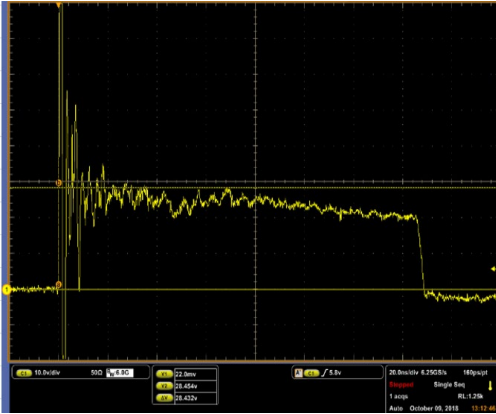 1
C1 10.0v/div 50Ω BW:6.0G
V1 22.0mv
V2 28.454v
ΔV 28.432v
A' C1 5.8v
20.0ns/div 6.25GS/s 160ps/pt
Stopped Single Seq
1 acqs RL:1.25k
Auto October 09, 2018 13:12:44